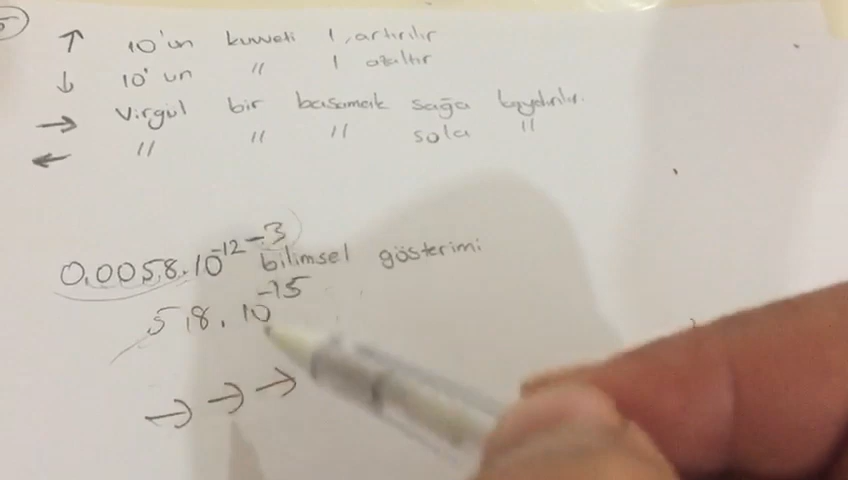 5
↑ 10'un kuvveti 1 artırılır
↓ 10'un " 1 azaltır
→ Virgül bir basamak sağa kaydırılır.
← " " " sola "
0,0058.10⁻¹²⁻³ bilimsel gösterimi
5,8.10⁻¹⁵
→ → →